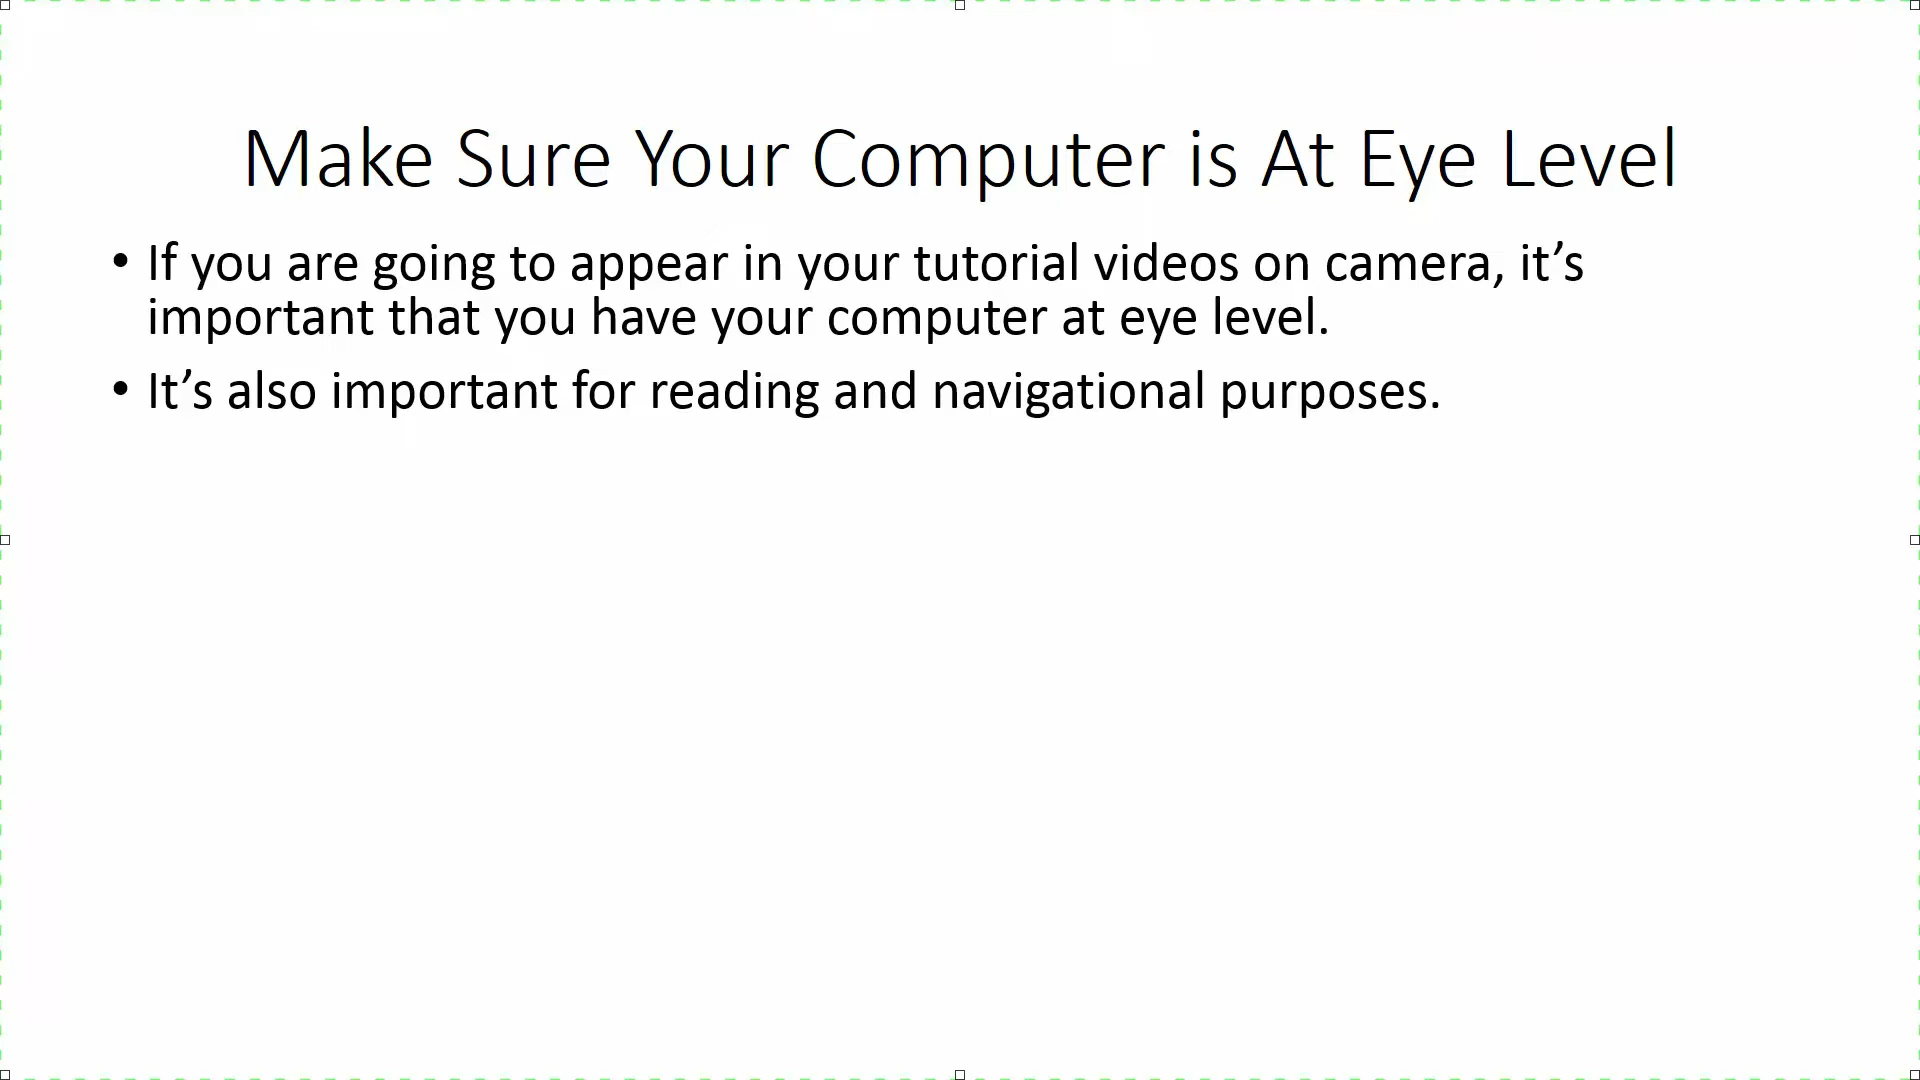 Make Sure Your Computer is At Eye Level
• If you are going to appear in your tutorial videos on camera, it’s
important that you have your computer at eye level.
• It’s also important for reading and navigational purposes.